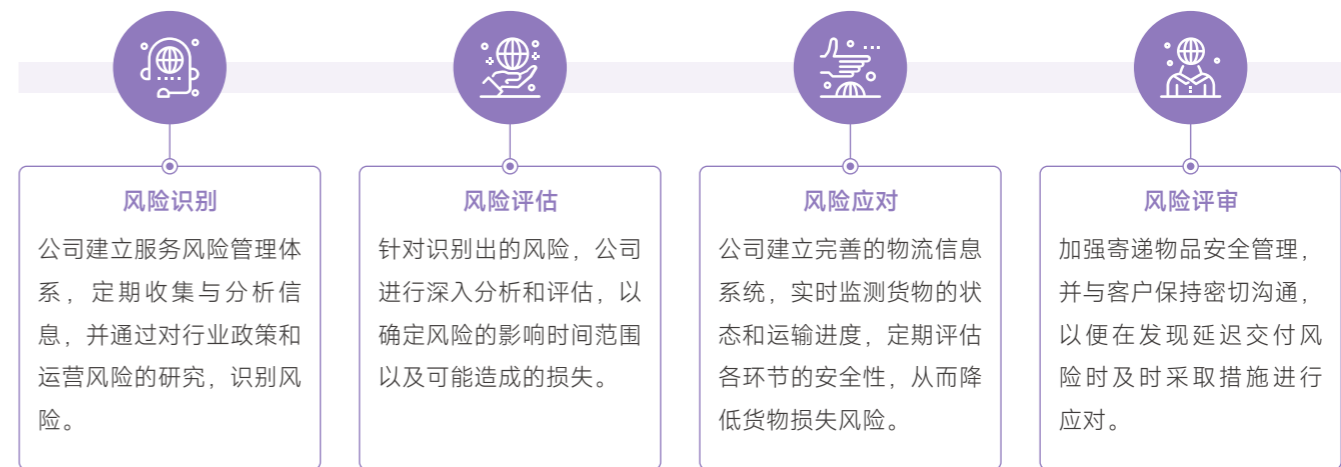 风险识别
公司建立服务风险管理体
系，定期收集与分析信
息，并通过对行业政策和
运营风险的研究，识别风
险。
风险评估
针对识别出的风险，公司
进行深入分析和评估，以
确定风险的影响时间范围
以及可能造成的损失。
风险应对
公司建立完善的物流信息
系统，实时监测货物的状
态和运输进度，定期评估
各环节的安全性，从而降
低货物损失风险。
风险评审
加强寄递物品安全管理，
并与客户保持密切沟通，
以便在发现延迟交付风
险时及时采取措施进行
应对。